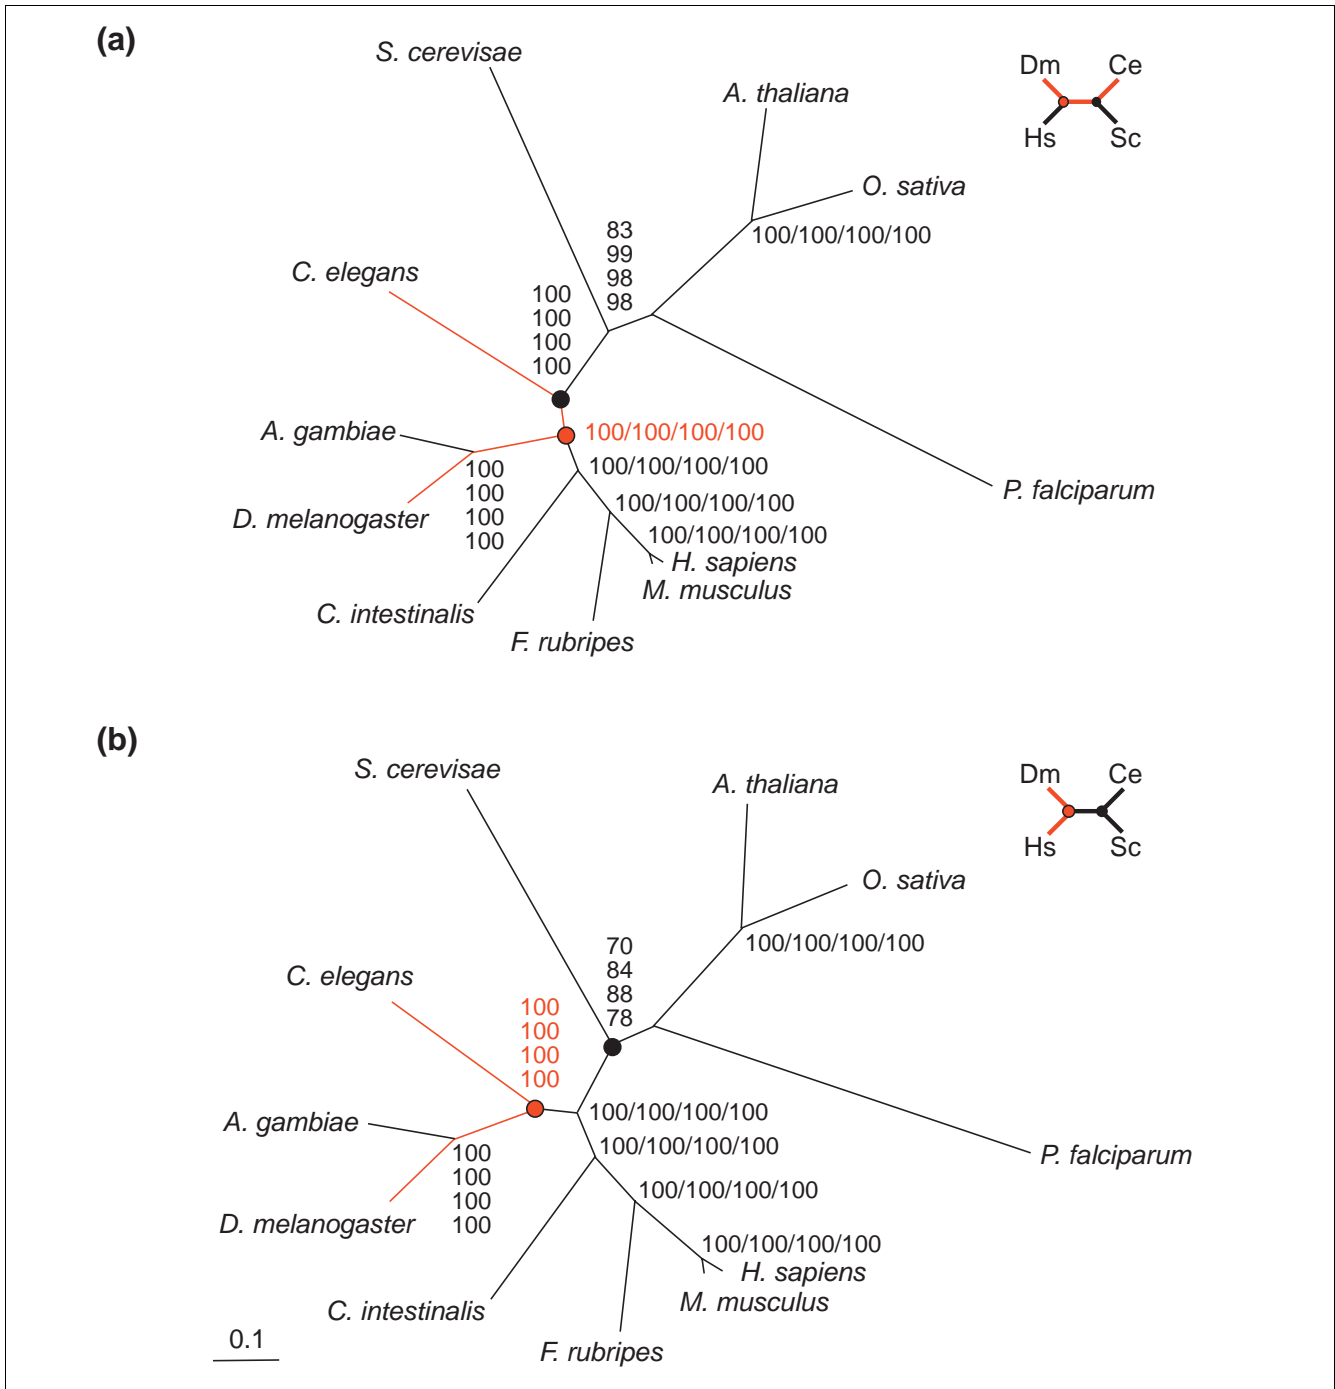 (a)
S. cerevisae
A. thaliana
O. sativa
100/100/100/100
Dm
Ce
Hs
Sc
83
99
98
98
C. elegans
100
100
100
100
A. gambiae
100/100/100/100
100/100/100/100
100
100
100
100
D. melanogaster
100/100/100/100
100/100/100/100
P. falciparum
H. sapiens
M. musculus
C. intestinalis
F. rubripes
(b)
S. cerevisae
A. thaliana
O. sativa
100/100/100/100
Dm
Ce
Hs
Sc
70
84
88
78
C. elegans
100
100
100
100
A. gambiae
100/100/100/100
100/100/100/100
100
100
100
100
P. falciparum
100/100/100/100
D. melanogaster
100/100/100/100
H. sapiens
M. musculus
C. intestinalis
F. rubripes
0.1